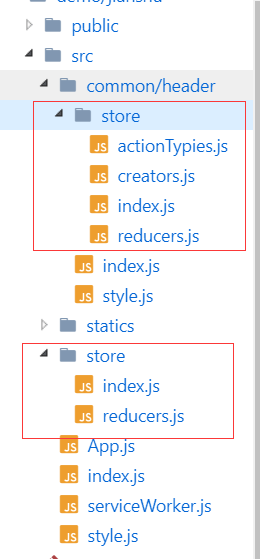 demo/jianshu
public
src
common/header
store
JS actionTypies.js
JS creators.js
JS index.js
JS reducers.js
JS index.js
JS style.js
statics
store
JS index.js
JS reducers.js
JS App.js
JS index.js
JS serviceWorker.js
JS style.js